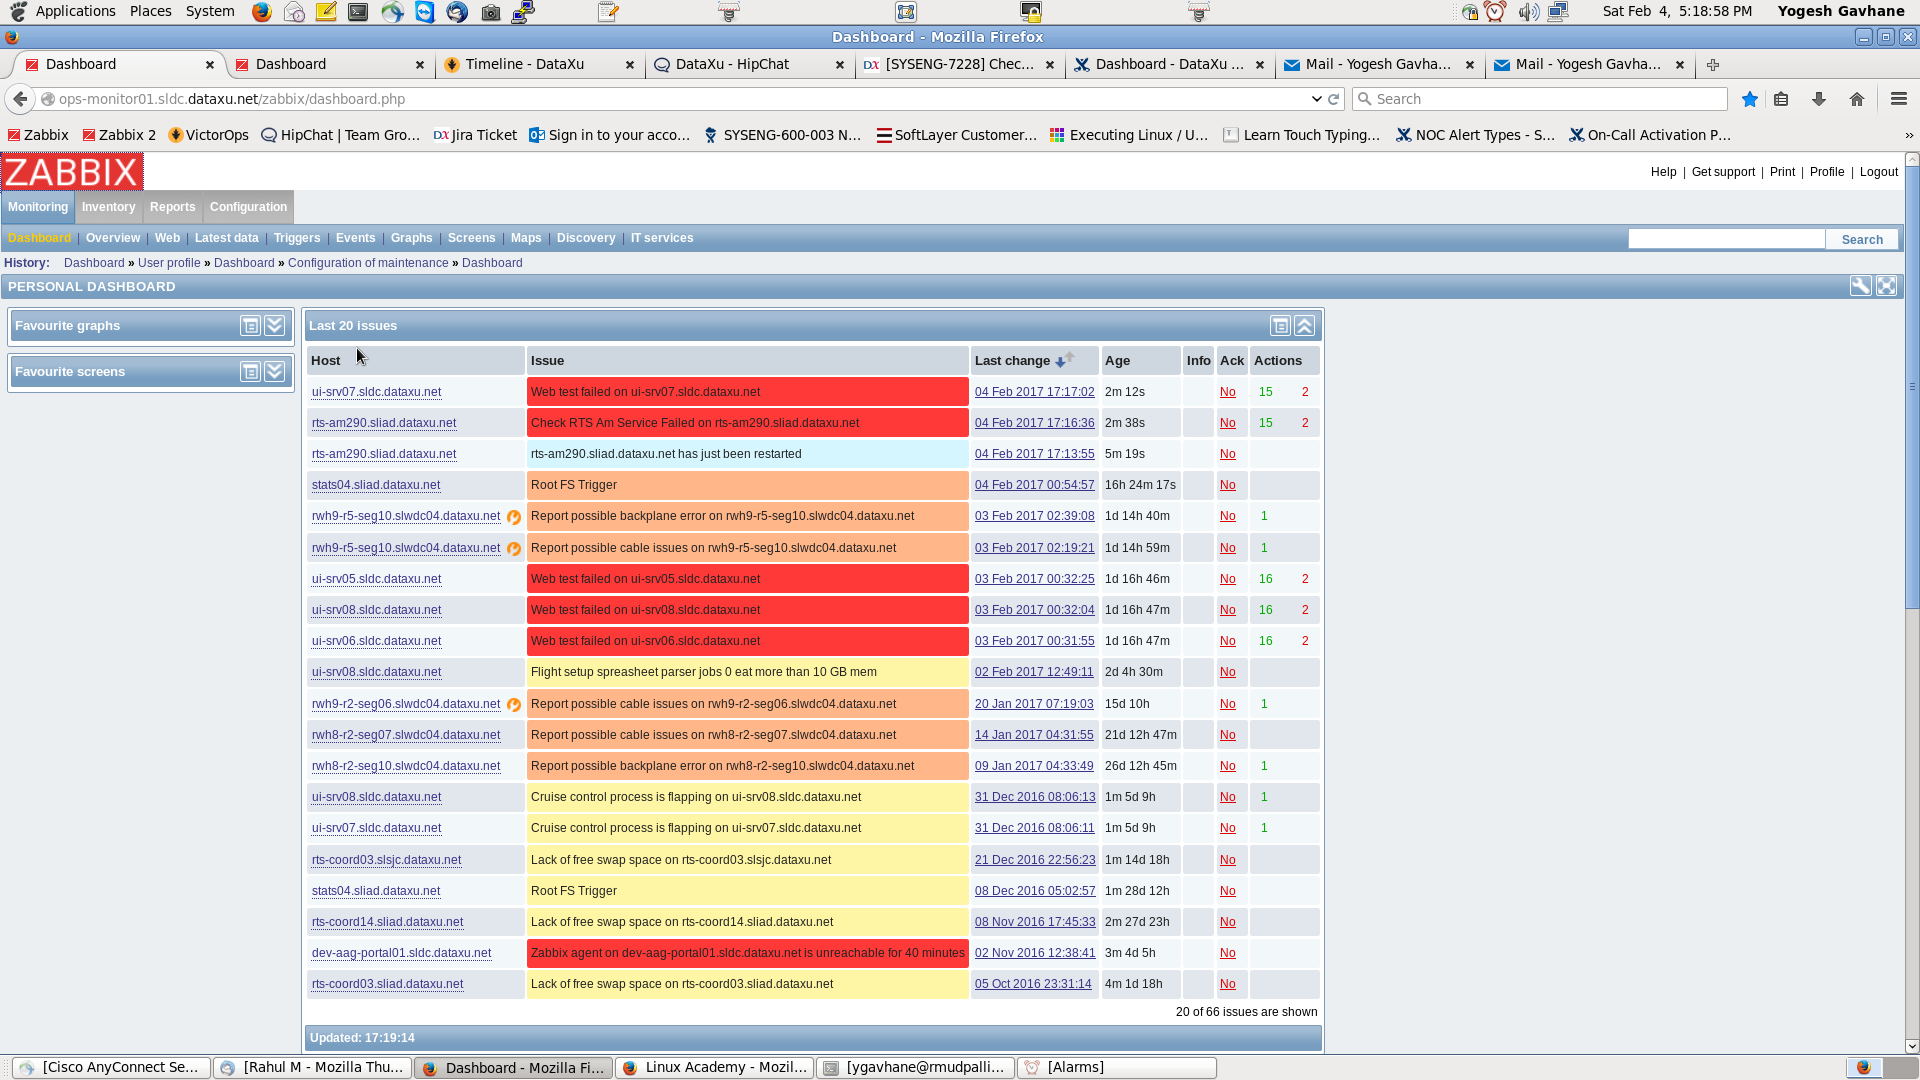 Applications Places System Sat Feb 4, 5:18:58 PM Yogesh Gavhane
Dashboard - Mozilla Firefox
Dashboard Dashboard Timeline - DataXu DataXu - HipChat [SYSENG-7228] Chec... Dashboard - DataXu ... Mail - Yogesh Gavha... Mail - Yogesh Gavha...
ops-monitor01.sldc.dataxu.net/zabbix/dashboard.php Search
Zabbix Zabbix 2 VictorOps HipChat | Team Gro... Jira Ticket Sign in to your acco... SYSENG-600-003 N... SoftLayer Customer... Executing Linux / U... Learn Touch Typing... NOC Alert Types - S... On-Call Activation P... »
ZABBIX Help | Get support | Print | Profile | Logout
Monitoring Inventory Reports Configuration
Dashboard | Overview | Web | Latest data | Triggers | Events | Graphs | Screens | Maps | Discovery | IT services Search
History: Dashboard » User profile » Dashboard » Configuration of maintenance » Dashboard
PERSONAL DASHBOARD
Favourite graphs
Favourite screens
Last 20 issues
Host Issue Last change Age Info Ack Actions
ui-srv07.sldc.dataxu.net Web test failed on ui-srv07.sldc.dataxu.net 04 Feb 2017 17:17:02 2m 12s No 15 2
rts-am290.sliad.dataxu.net Check RTS Am Service Failed on rts-am290.sliad.dataxu.net 04 Feb 2017 17:16:36 2m 38s No 15 2
rts-am290.sliad.dataxu.net rts-am290.sliad.dataxu.net has just been restarted 04 Feb 2017 17:13:55 5m 19s No
stats04.sliad.dataxu.net Root FS Trigger 04 Feb 2017 00:54:57 16h 24m 17s No
rwh9-r5-seg10.slwdc04.dataxu.net Report possible backplane error on rwh9-r5-seg10.slwdc04.dataxu.net 03 Feb 2017 02:39:08 1d 14h 40m No 1
rwh9-r5-seg10.slwdc04.dataxu.net Report possible cable issues on rwh9-r5-seg10.slwdc04.dataxu.net 03 Feb 2017 02:19:21 1d 14h 59m No 1
ui-srv05.sldc.dataxu.net Web test failed on ui-srv05.sldc.dataxu.net 03 Feb 2017 00:32:25 1d 16h 46m No 16 2
ui-srv08.sldc.dataxu.net Web test failed on ui-srv08.sldc.dataxu.net 03 Feb 2017 00:32:04 1d 16h 47m No 16 2
ui-srv06.sldc.dataxu.net Web test failed on ui-srv06.sldc.dataxu.net 03 Feb 2017 00:31:55 1d 16h 47m No 16 2
ui-srv08.sldc.dataxu.net Flight setup spreasheet parser jobs 0 eat more than 10 GB mem 02 Feb 2017 12:49:11 2d 4h 30m No
rwh9-r2-seg06.slwdc04.dataxu.net Report possible cable issues on rwh9-r2-seg06.slwdc04.dataxu.net 20 Jan 2017 07:19:03 15d 10h No 1
rwh8-r2-seg07.slwdc04.dataxu.net Report possible cable issues on rwh8-r2-seg07.slwdc04.dataxu.net 14 Jan 2017 04:31:55 21d 12h 47m No
rwh8-r2-seg10.slwdc04.dataxu.net Report possible backplane error on rwh8-r2-seg10.slwdc04.dataxu.net 09 Jan 2017 04:33:49 26d 12h 45m No 1
ui-srv08.sldc.dataxu.net Cruise control process is flapping on ui-srv08.sldc.dataxu.net 31 Dec 2016 08:06:13 1m 5d 9h No 1
ui-srv07.sldc.dataxu.net Cruise control process is flapping on ui-srv07.sldc.dataxu.net 31 Dec 2016 08:06:11 1m 5d 9h No 1
rts-coord03.slsjc.dataxu.net Lack of free swap space on rts-coord03.slsjc.dataxu.net 21 Dec 2016 22:56:23 1m 14d 18h No
stats04.sliad.dataxu.net Root FS Trigger 08 Dec 2016 05:02:57 1m 28d 12h No
rts-coord14.sliad.dataxu.net Lack of free swap space on rts-coord14.sliad.dataxu.net 08 Nov 2016 17:45:33 2m 27d 23h No
dev-aag-portal01.sldc.dataxu.net Zabbix agent on dev-aag-portal01.sldc.dataxu.net is unreachable for 40 minutes 02 Nov 2016 12:38:41 3m 4d 5h No
rts-coord03.sliad.dataxu.net Lack of free swap space on rts-coord03.sliad.dataxu.net 05 Oct 2016 23:31:14 4m 1d 18h No
20 of 66 issues are shown
Updated: 17:19:14
[Cisco AnyConnect Se... [Rahul M - Mozilla Thu... Dashboard - Mozilla Fi... Linux Academy - Mozil... [ygavhane@rmudpalli... [Alarms]